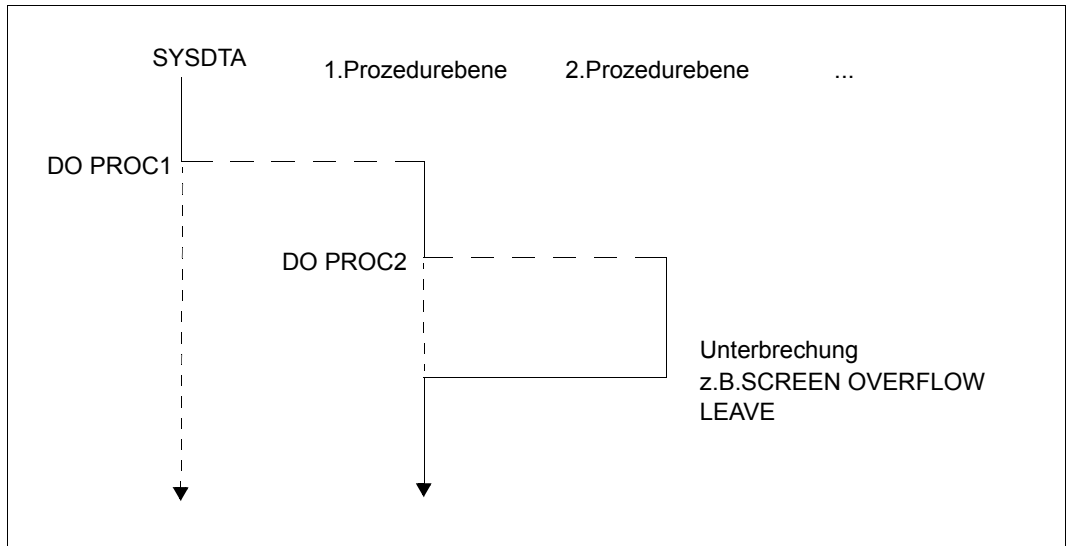 SYSDTA
1.Prozedurebene
2.Prozedurebene
...
DO PROC1
DO PROC2
Unterbrechung
z.B.SCREEN OVERFLOW
LEAVE